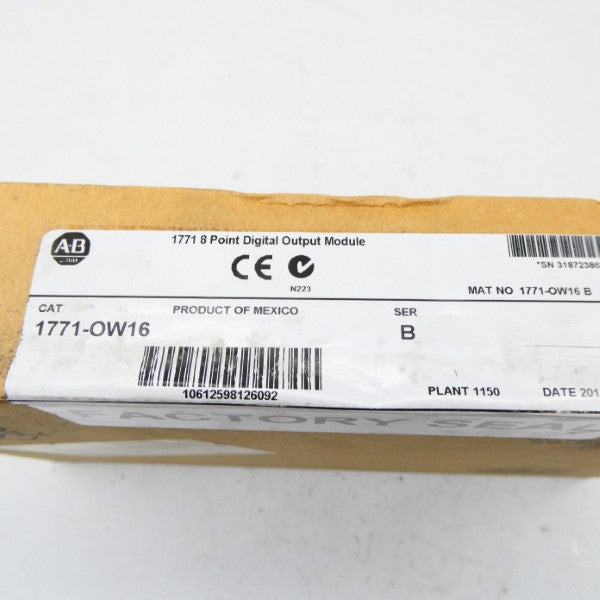 AB
1771 8 Point Digital Output Module
CE
N223
*SN 31872386
MAT NO 1771-OW16 B
CAT
PRODUCT OF MEXICO
SER
1771-OW16
B
10612598126092
PLANT 1150
DATE 201
FACTORY SEAL